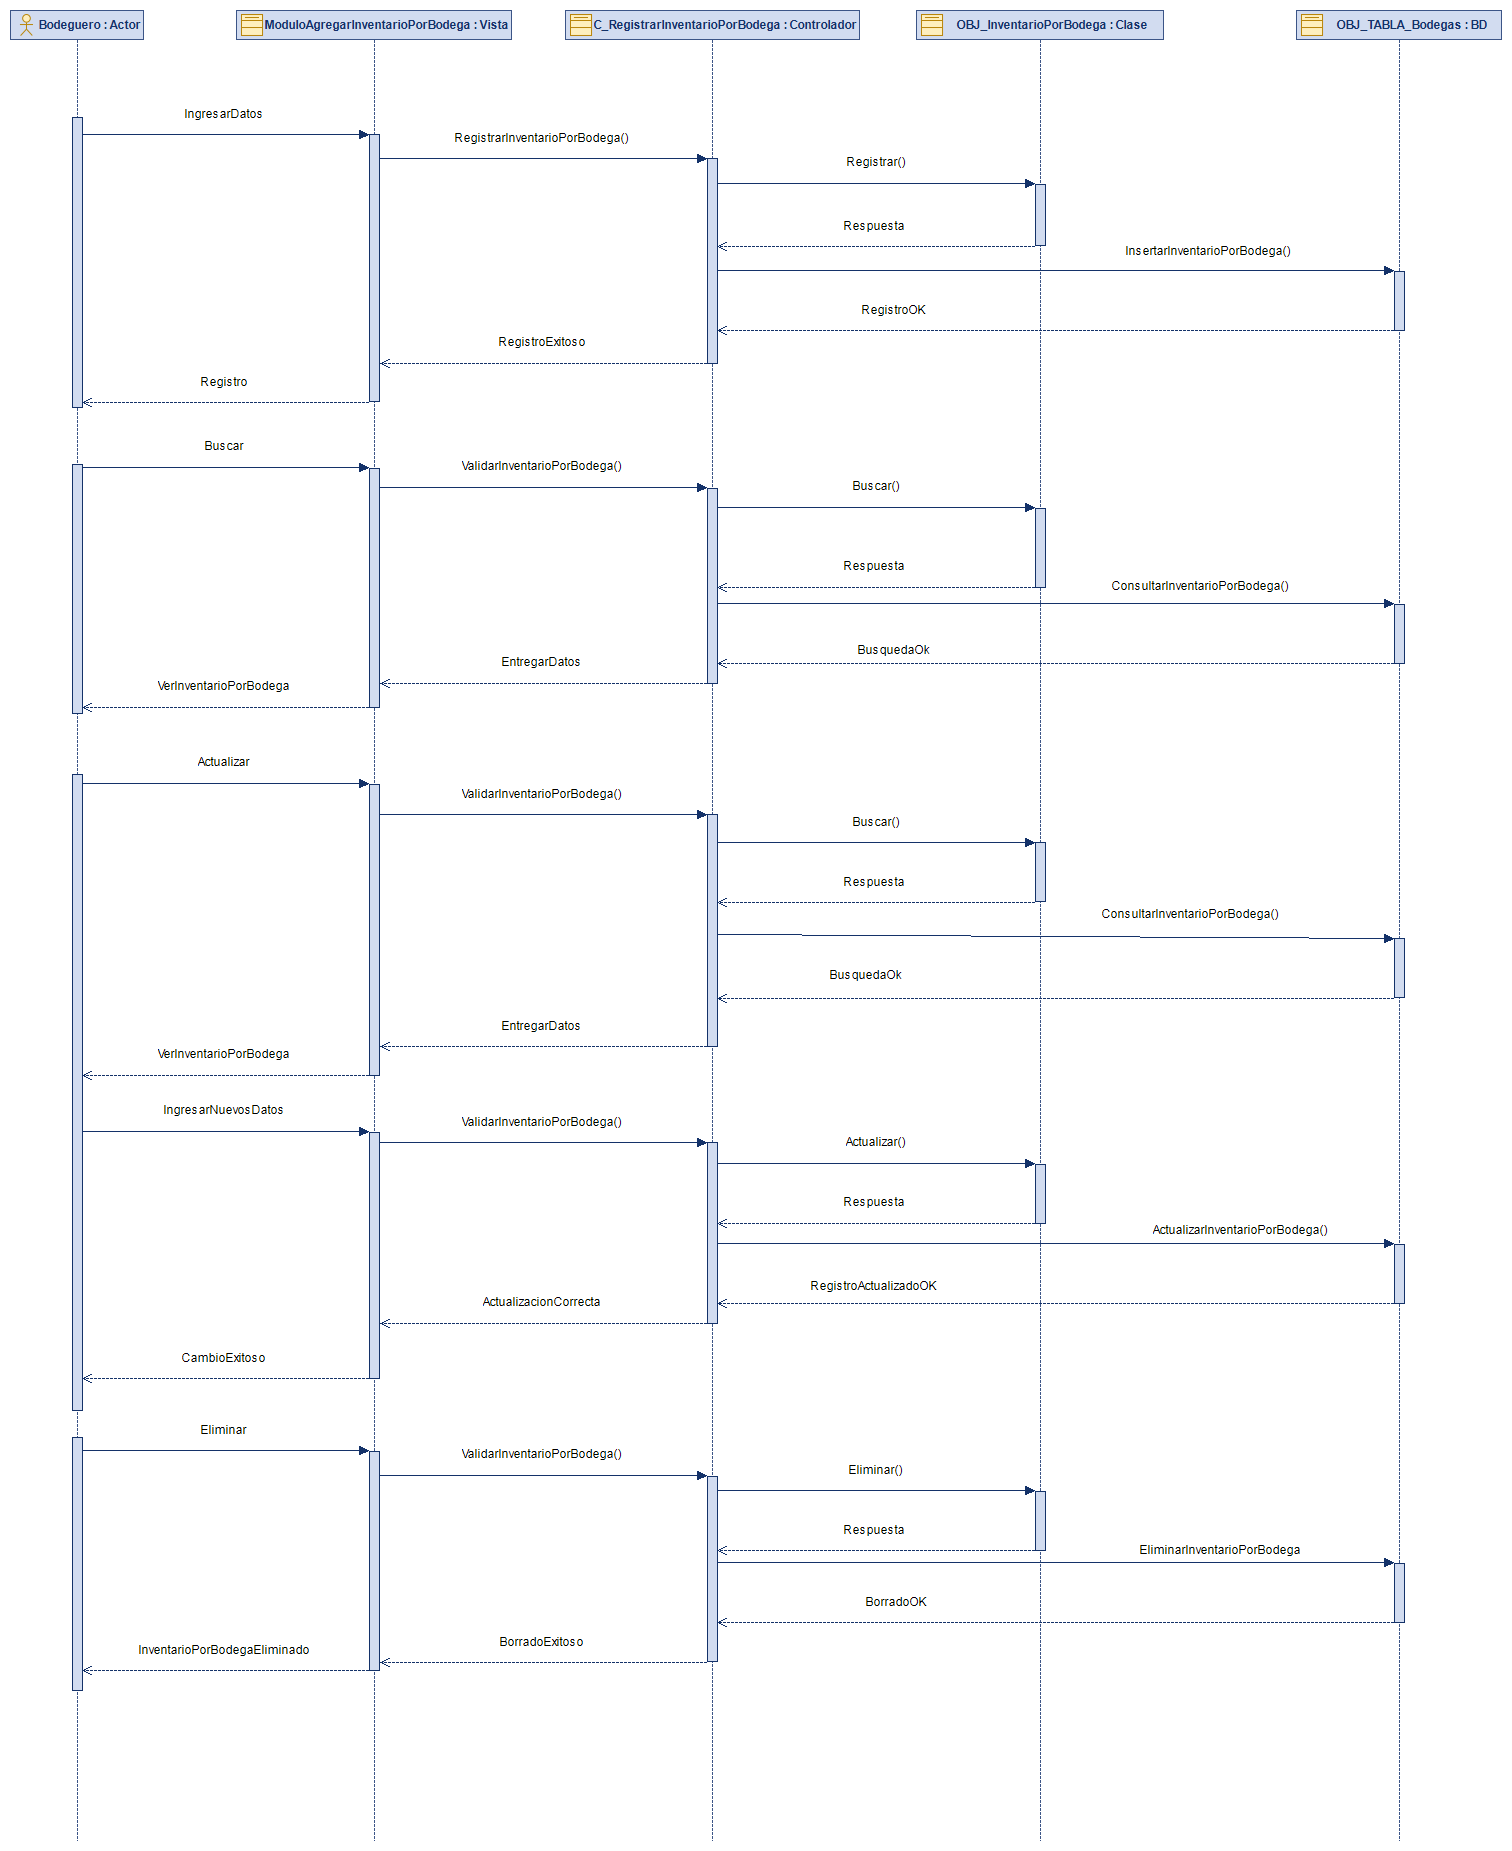 Bodeguero : Actor
ModuloAgregarInventarioPorBodega : Vista
C_RegistrarInventarioPorBodega : Controlador
OBJ_InventarioPorBodega : Clase
OBJ_TABLA_Bodegas : BD
IngresarDatos
RegistrarInventarioPorBodega()
Registrar()
Respuesta
InsertarInventarioPorBodega()
RegistroOK
RegistroExitoso
Registro
Buscar
ValidarInventarioPorBodega()
Buscar()
Respuesta
ConsultarInventarioPorBodega()
BusquedaOk
EntregarDatos
VerInventarioPorBodega
Actualizar
ValidarInventarioPorBodega()
Buscar()
Respuesta
ConsultarInventarioPorBodega()
BusquedaOk
EntregarDatos
VerInventarioPorBodega
IngresarNuevosDatos
ValidarInventarioPorBodega()
Actualizar()
Respuesta
ActualizarInventarioPorBodega()
RegistroActualizadoOK
ActualizacionCorrecta
CambioExitoso
Eliminar
ValidarInventarioPorBodega()
Eliminar()
Respuesta
EliminarInventarioPorBodega
BorradoOK
BorradoExitoso
InventarioPorBodegaEliminado